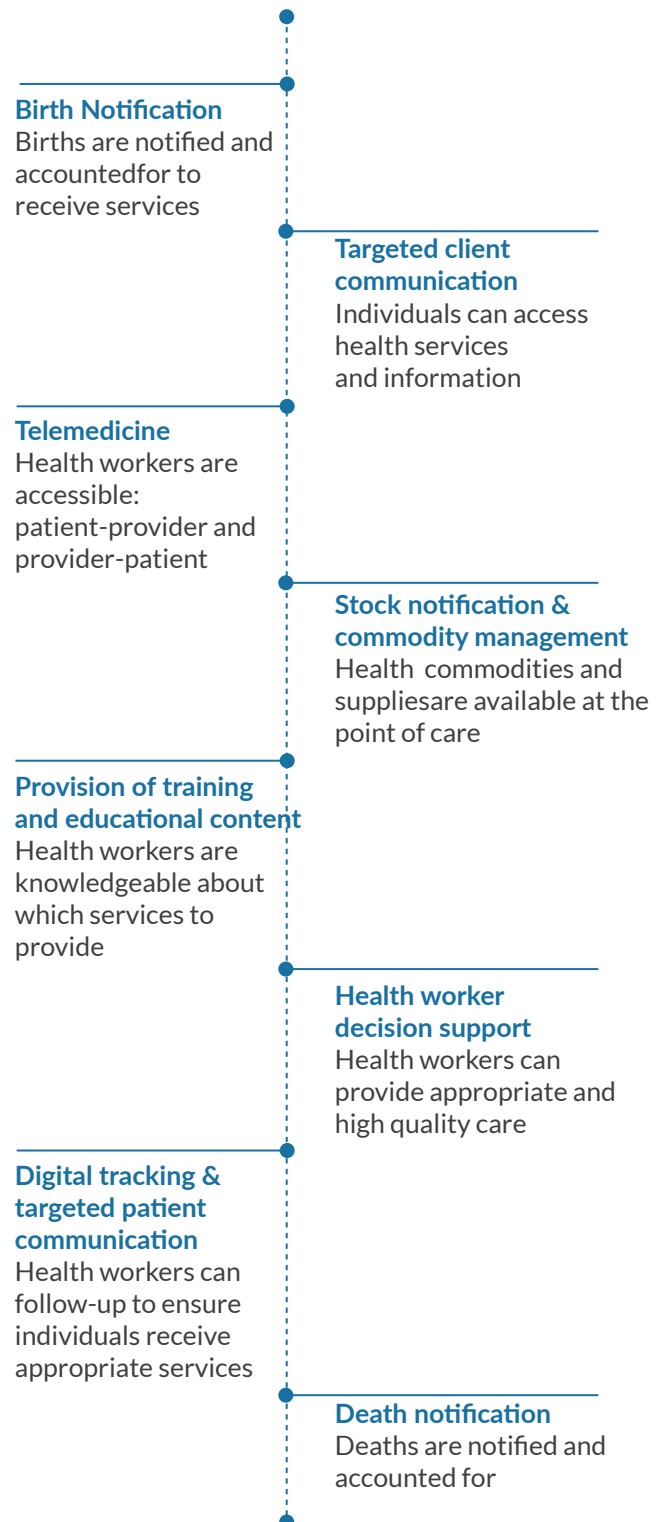 Birth Notification
Births are notified and
accountedfor to
receive services
Targeted client
communication
Individuals can access
health services
and information
Telemedicine
Health workers are
accessible:
patient-provider and
provider-patient
Stock notification &
commodity management
Health  commodities and
suppliesare available at the
point of care
Provision of training
and educational content
Health workers are
knowledgeable about
which services to
provide
Health worker
decision support
Health workers can
provide appropriate and
high quality care
Digital tracking &
targeted patient
communication
Health workers can
follow-up to ensure
individuals receive
appropriate services
Death notification
Deaths are notified and
accounted for